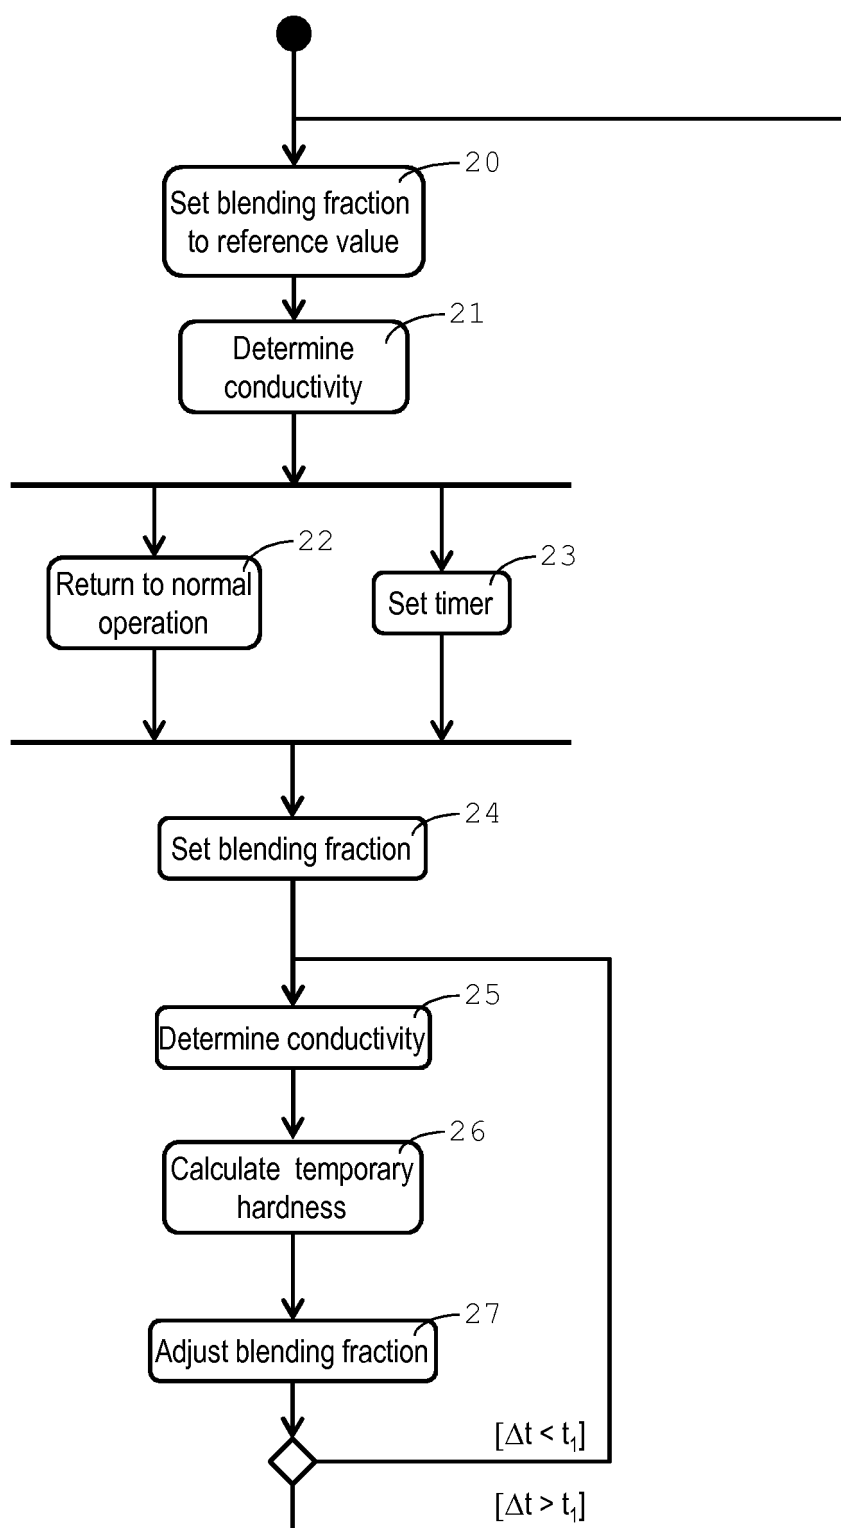 20
Set blending fraction
to reference value
21
Determine
conductivity
22
Return to normal
operation
23
Set timer
24
Set blending fraction
25
Determine conductivity
26
Calculate temporary
hardness
27
Adjust blending fraction
[Δt < t₁]
[Δt > t₁]